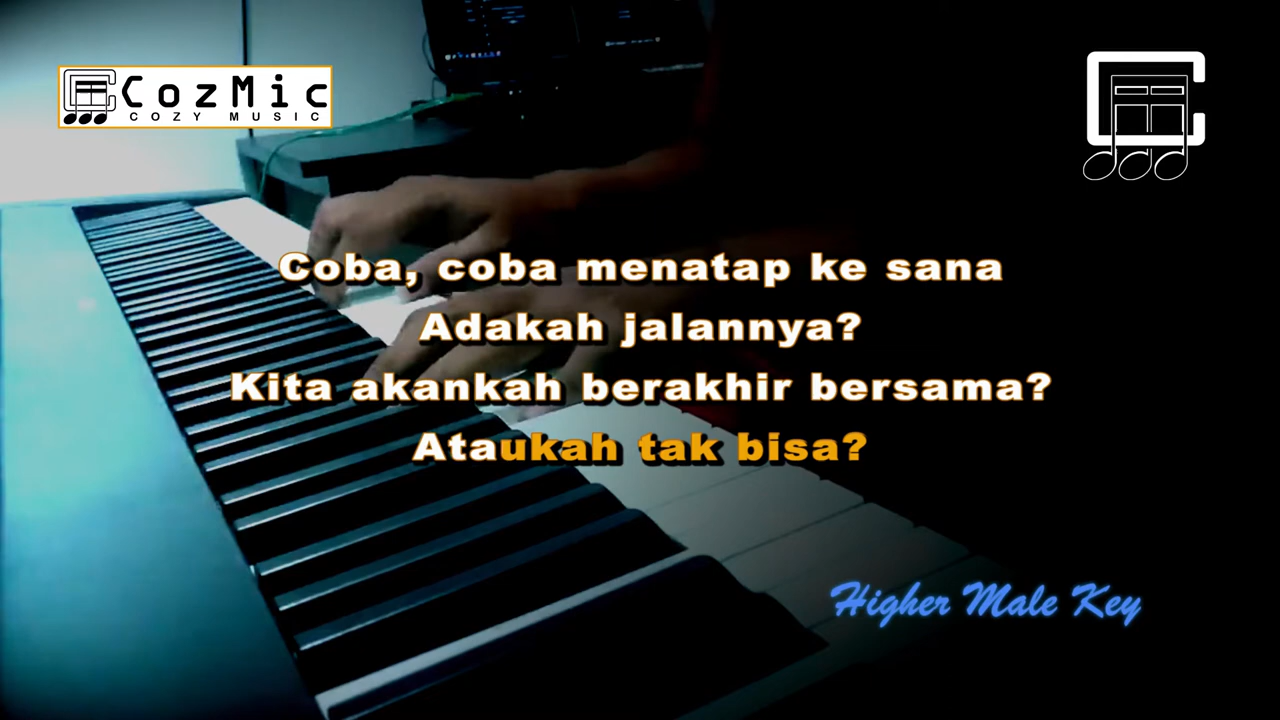 CozMic
COZY MUSIC
Coba, coba menatap ke sana
Adakah jalannya?
Kita akankah berakhir bersama?
Ataukah tak bisa?
Higher Male Key